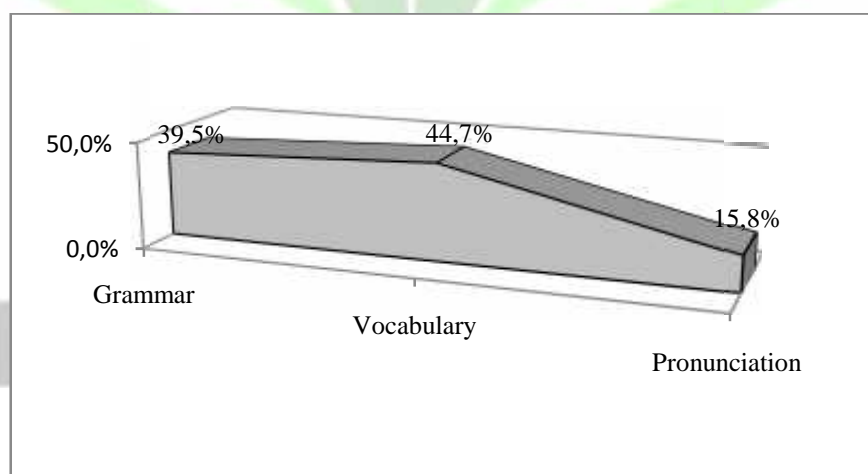 39,5%
44,7%
50,0%
15,8%
0,0%
Grammar
Vocabulary
Pronunciation